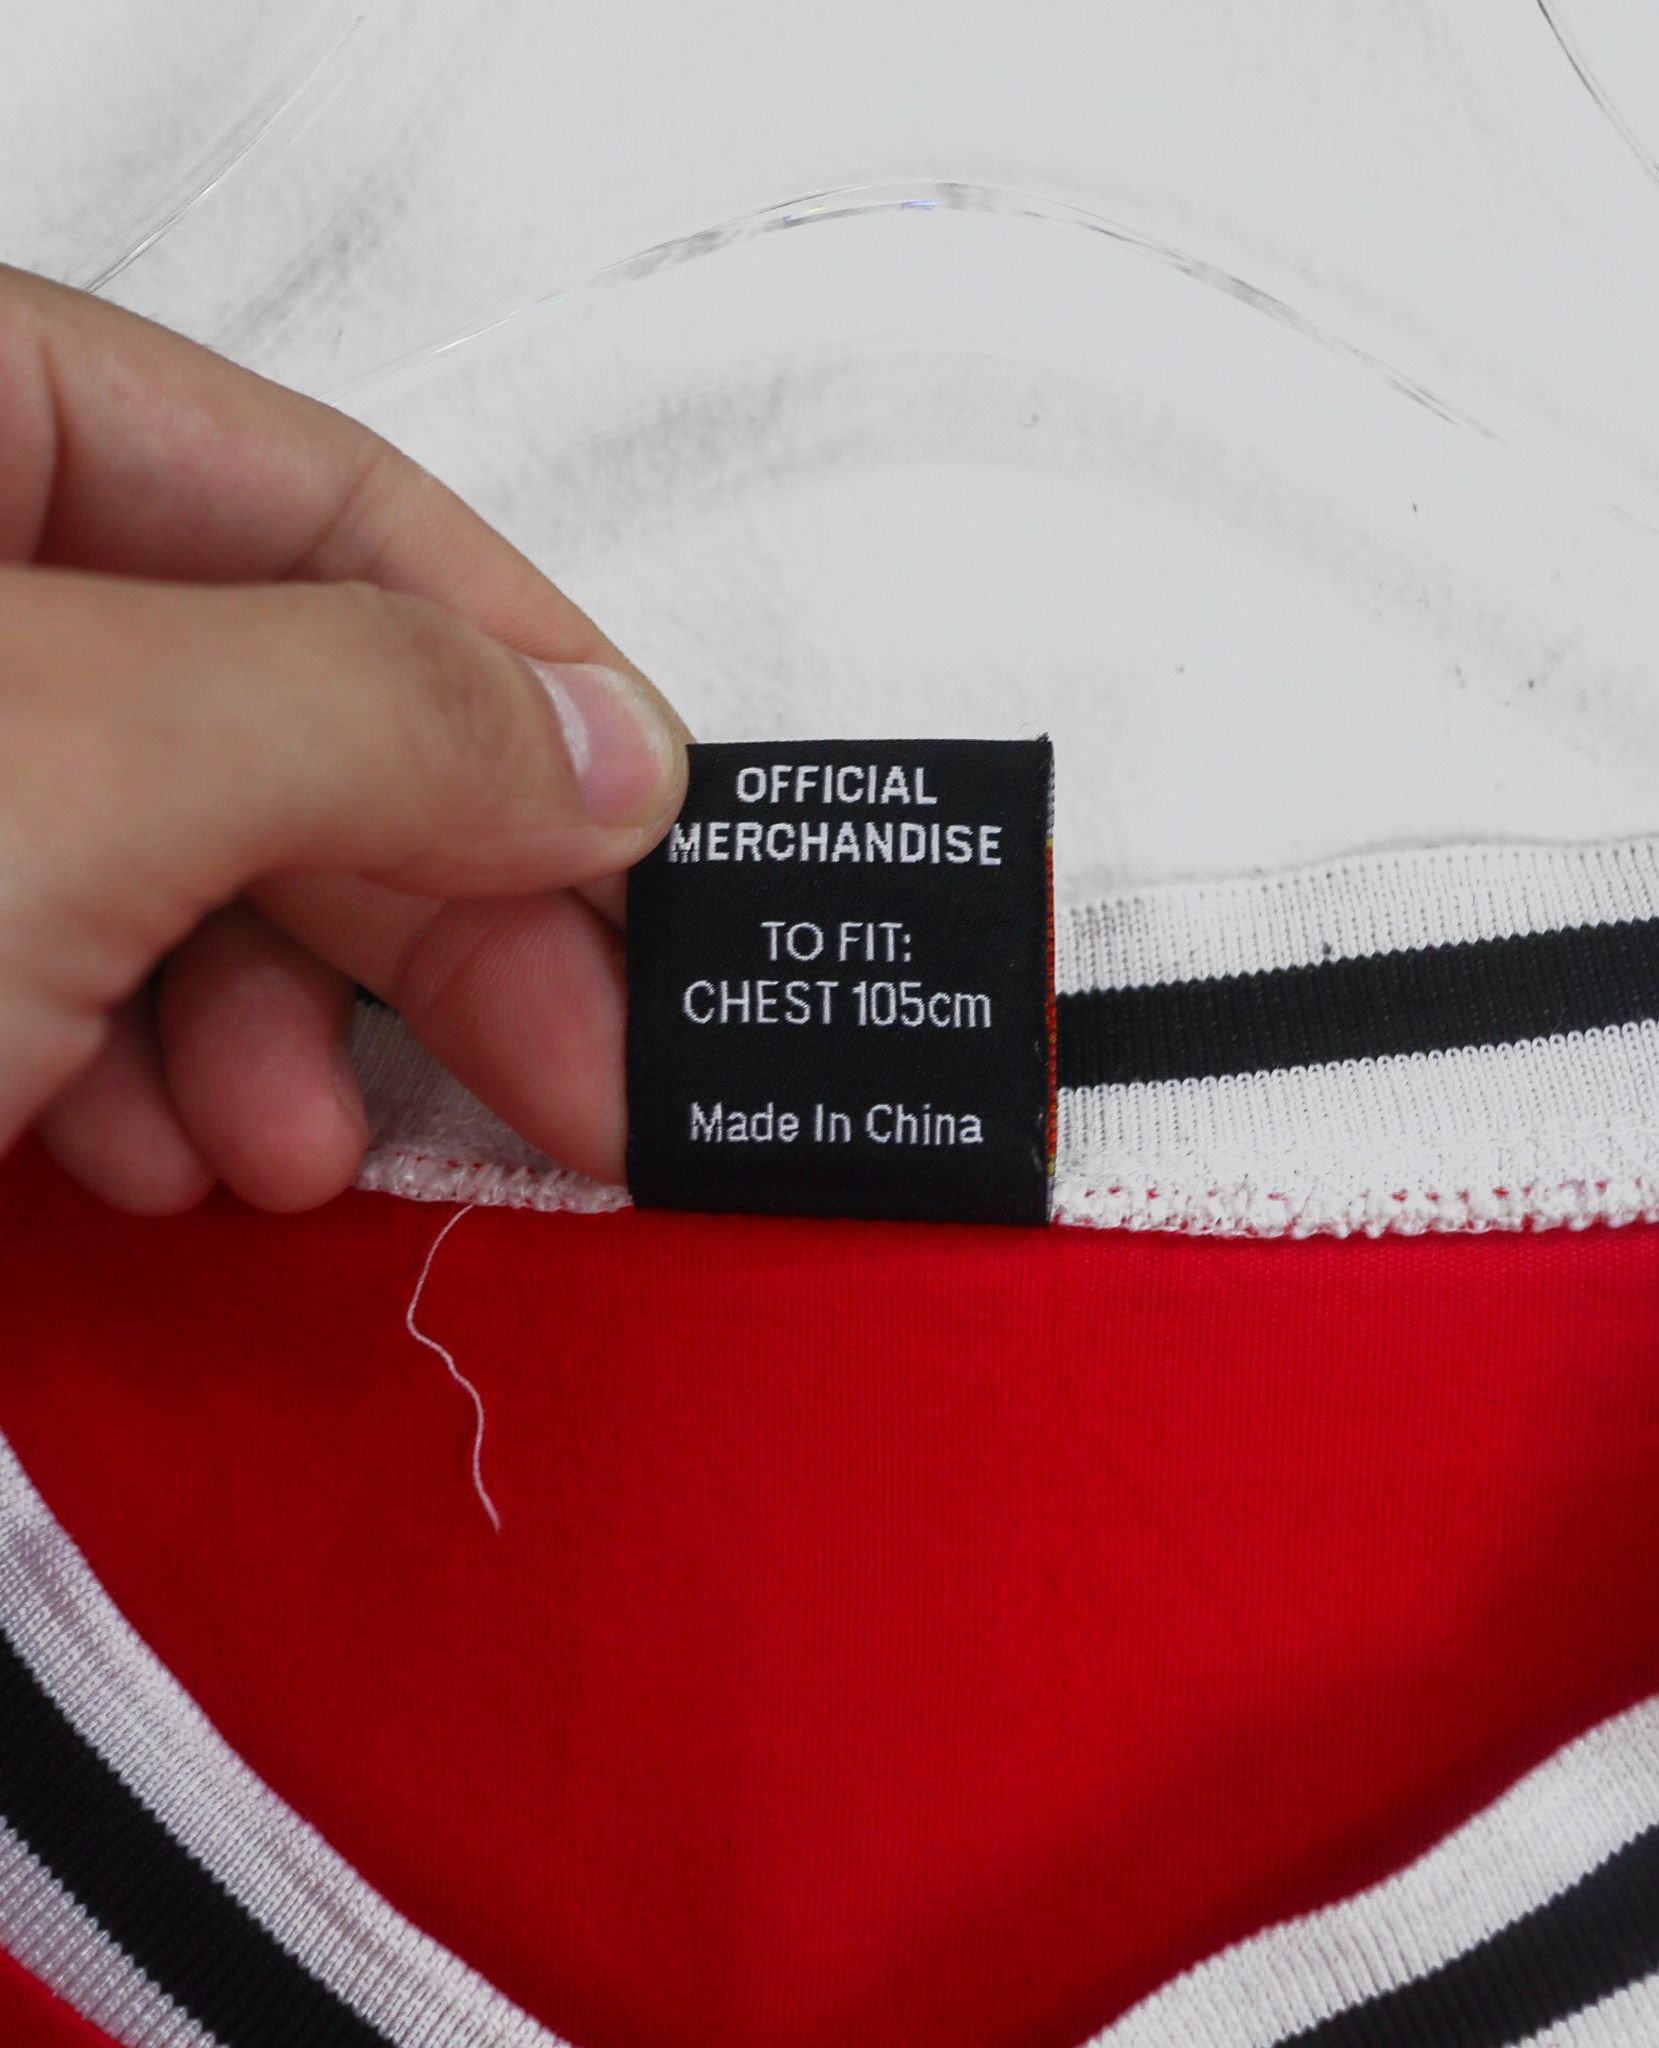 OFFICIAL
MERCHANDISE
TO FIT:
CHEST 105cm
Made In China